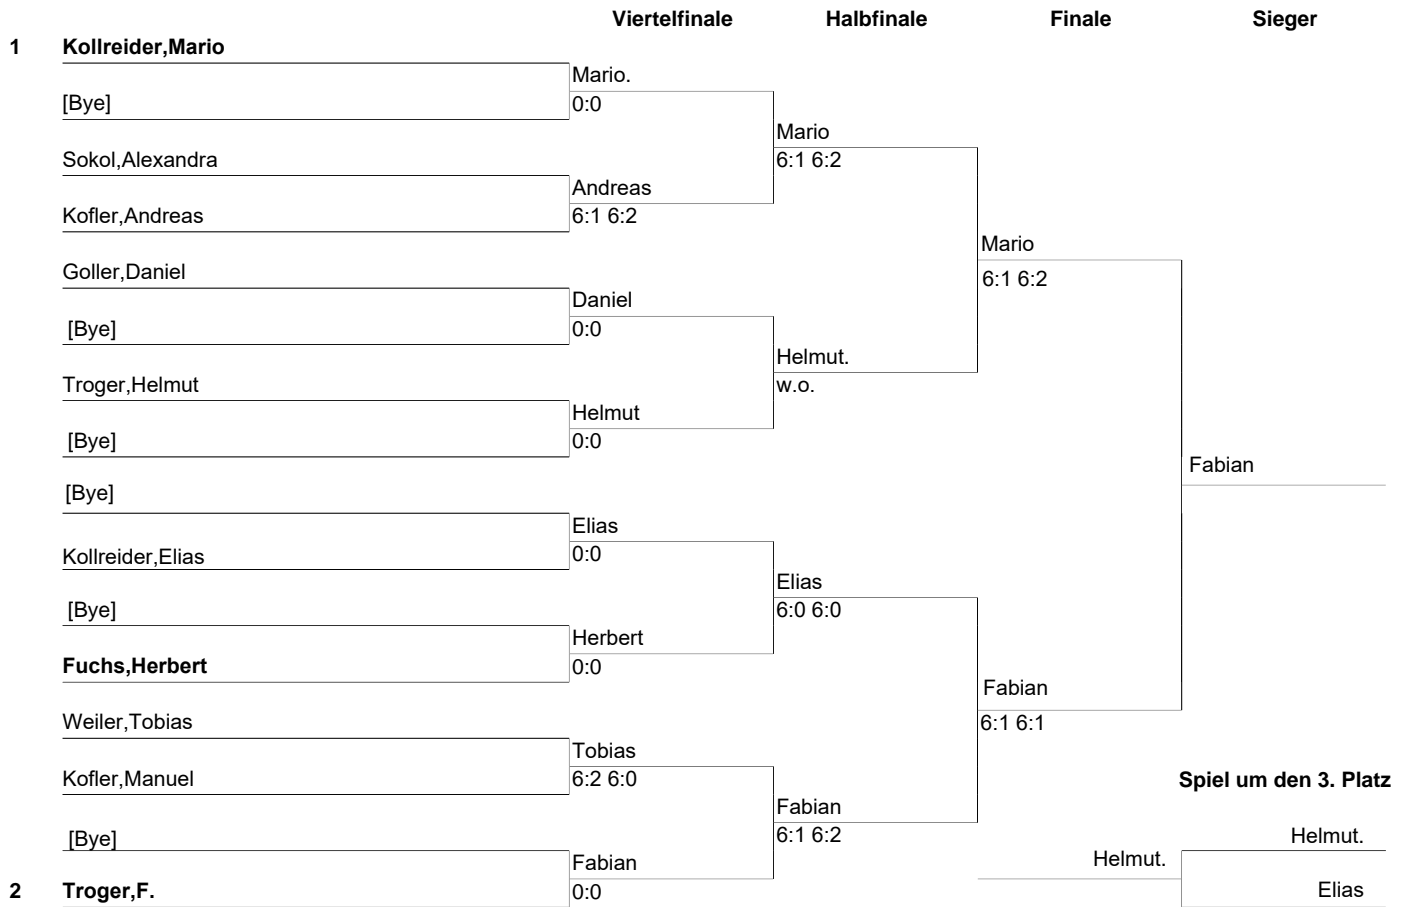 Viertelfinale Halbfinale Finale Sieger
1 Kollreider,Mario
Mario.
[Bye] 0:0
Mario
Sokol,Alexandra 6:1 6:2
Andreas
Kofler,Andreas 6:1 6:2
Mario
Goller,Daniel 6:1 6:2
Daniel
[Bye] 0:0
Helmut.
Troger,Helmut w.o.
Helmut
[Bye] 0:0
Fabian
[Bye]
Elias
Kollreider,Elias 0:0
Elias
[Bye] 6:0 6:0
Herbert
Fuchs,Herbert 0:0
Fabian
Weiler,Tobias 6:1 6:1
Tobias
Kofler,Manuel 6:2 6:0 Spiel um den 3. Platz
Fabian
[Bye] 6:1 6:2 Helmut.
Fabian Helmut.
2 Troger,F. 0:0 Elias